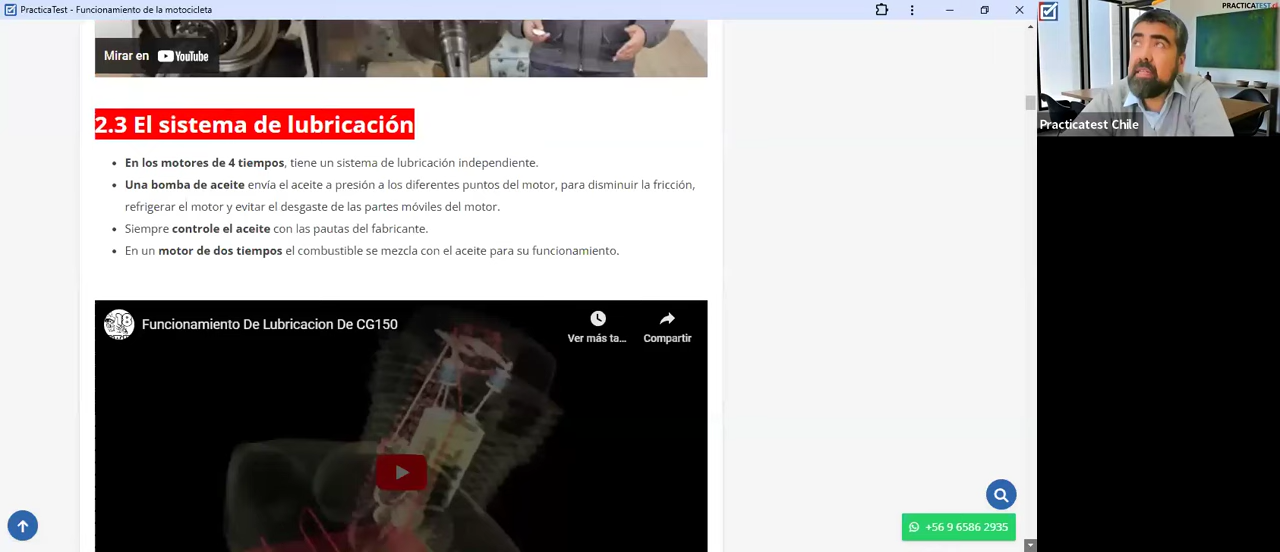 PracticaTest - Funcionamiento de la motocicleta
PRACTICATEST
Mirar en YouTube
2.3 El sistema de lubricación
Practicatest Chile
• En los motores de 4 tiempos, tiene un sistema de lubricación independiente.
• Una bomba de aceite envía el aceite a presión a los diferentes puntos del motor, para disminuir la fricción,
refrigerar el motor y evitar el desgaste de las partes móviles del motor.
• Siempre controle el aceite con las pautas del fabricante.
• En un motor de dos tiempos el combustible se mezcla con el aceite para su funcionamiento.
18
Funcionamiento De Lubricacion De CG150
Ver más ta...
Compartir
+56 9 6586 2935